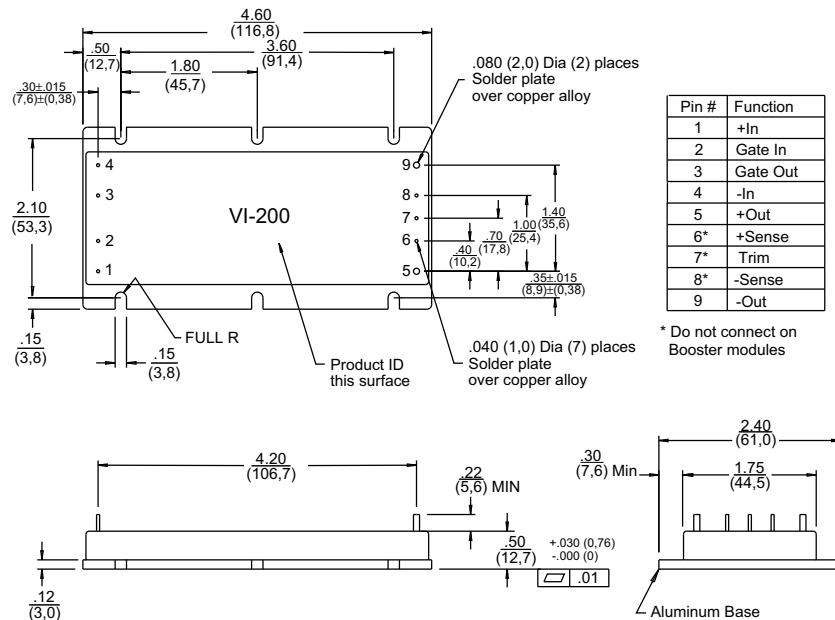 4.60
(116,8)
.50
(12,7)
3.60
(91,4)
1.80
(45,7)
.30±.015
(7,6)±(0,38)
.080 (2,0) Dia (2) places
Solder plate
over copper alloy
2.10
(53,3)
4
3
2
1
VI-200
9
8
7
6
5
.40
(10,2)
.70
(17,8)
1.00
(25,4)
1.40
(35,6)
.35±.015
(8,9)±(0,38)
.15
(3,8)
.15
(3,8)
FULL R
Product ID
this surface
.040 (1,0) Dia (7) places
Solder plate
over copper alloy
Pin # Function
1 +In
2 Gate In
3 Gate Out
4 -In
5 +Out
6* +Sense
7* Trim
8* -Sense
9 -Out
* Do not connect on
Booster modules
4.20
(106,7)
.22
(5,6) MIN
.50
(12,7)
+.030 (0,76)
-.000 (0)
.01
.12
(3,0)
2.40
(61,0)
.30
(7,6) Min
1.75
(44,5)
Aluminum Base